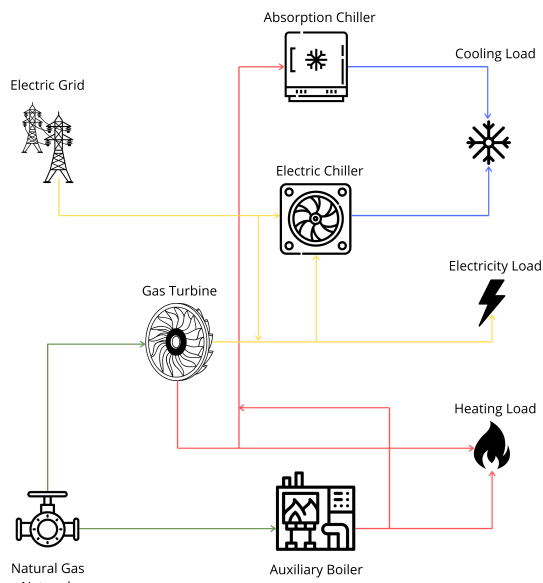 Absorption Chiller
Cooling Load
Electric Grid
Electric Chiller
Electricity Load
Gas Turbine
Heating Load
Natural Gas
Auxiliary Boiler